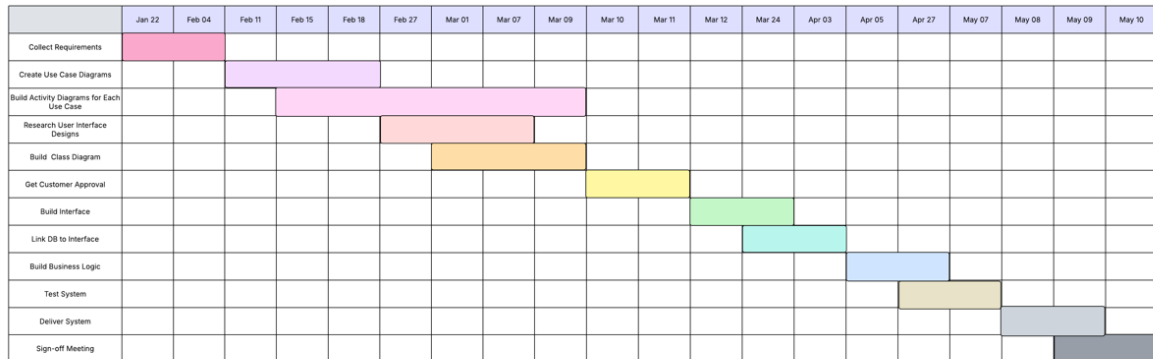 Jan 22 Feb 04 Feb 11 Feb 15 Feb 18 Feb 27 Mar 01 Mar 07 Mar 09 Mar 10 Mar 11 Mar 12 Mar 24 Apr 03 Apr 05 Apr 27 May 07 May 08 May 09 May 10
Collect Requirements
Create Use Case Diagrams
Build Activity Diagrams for Each
Use Case
Research User Interface
Designs
Build Class Diagram
Get Customer Approval
Build Interface
Link DB to Interface
Build Business Logic
Test System
Deliver System
Sign-off Meeting